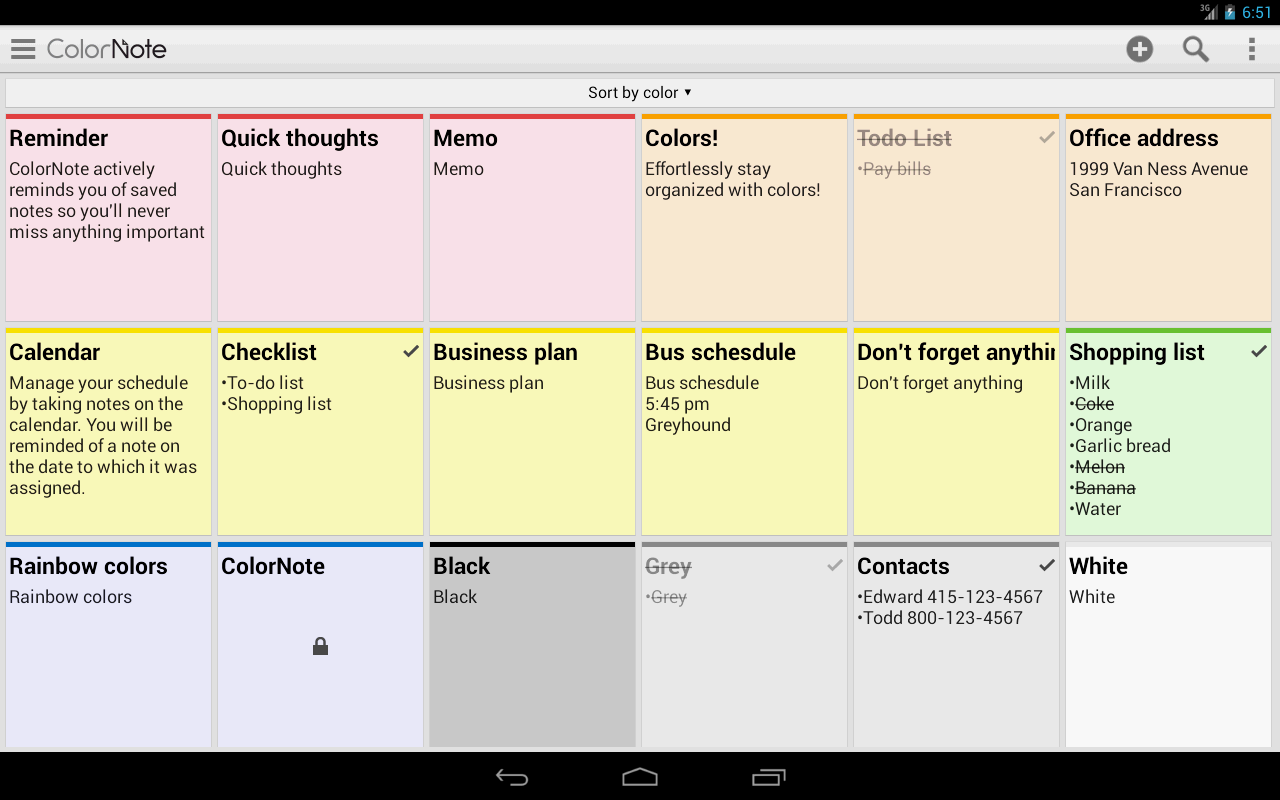 3G 6:51
ColorNote
Sort by color ▼
Reminder
ColorNote actively
reminds you of saved
notes so you'll never
miss anything important
Quick thoughts
Quick thoughts
Memo
Memo
Colors!
Effortlessly stay
organized with colors!
Todo List
•Pay bills
Office address
1999 Van Ness Avenue
San Francisco
Calendar
Manage your schedule
by taking notes on the
calendar. You will be
reminded of a note on
the date to which it was
assigned.
Checklist
•To-do list
•Shopping list
Business plan
Business plan
Bus schesdule
Bus schesdule
5:45 pm
Greyhound
Don't forget anythin
Don't forget anything
Shopping list
•Milk
•Coke
•Orange
•Garlic bread
•Melon
•Banana
•Water
Rainbow colors
Rainbow colors
ColorNote
Black
Black
Grey
•Grey
Contacts
•Edward 415-123-4567
•Todd 800-123-4567
White
White